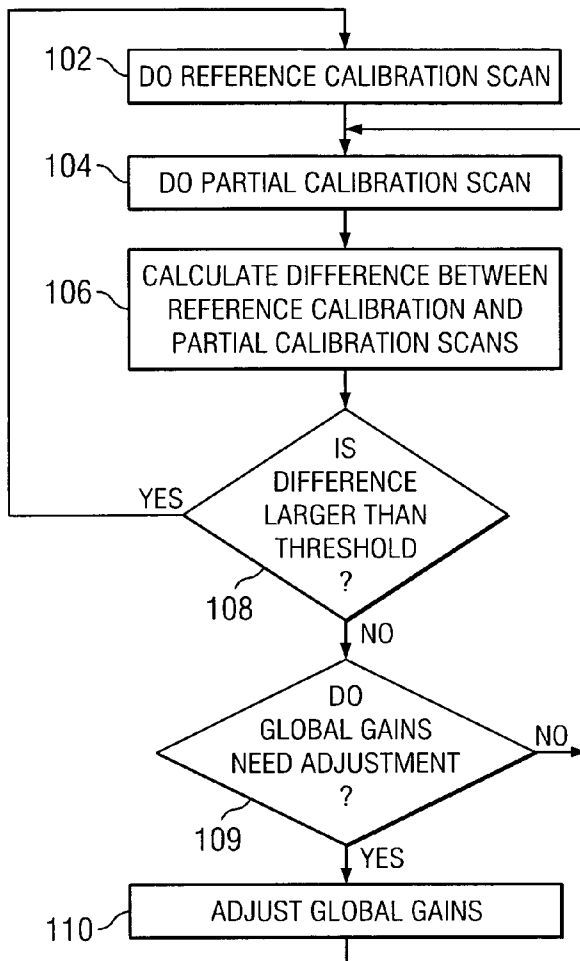 102
DO REFERENCE CALIBRATION SCAN
104
DO PARTIAL CALIBRATION SCAN
106
CALCULATE DIFFERENCE BETWEEN
REFERENCE CALIBRATION AND
PARTIAL CALIBRATION SCANS
IS
DIFFERENCE
LARGER THAN
THRESHOLD
?
YES
108
NO
DO
GLOBAL GAINS
NEED ADJUSTMENT
?
NO
109
YES
110
ADJUST GLOBAL GAINS